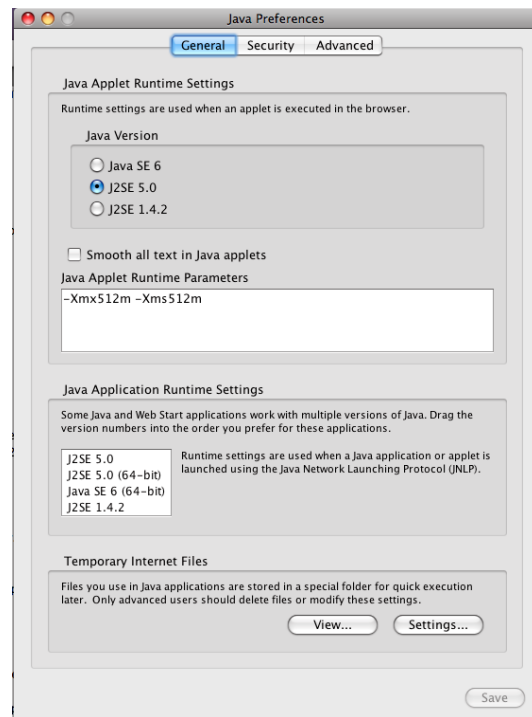 Java Preferences
General Security Advanced
Java Applet Runtime Settings
Runtime settings are used when an applet is executed in the browser.
Java Version
Java SE 6
J2SE 5.0
J2SE 1.4.2
Smooth all text in Java applets
Java Applet Runtime Parameters
-Xmx512m -Xms512m
Java Application Runtime Settings
Some Java and Web Start applications work with multiple versions of Java. Drag the
version numbers into the order you prefer for these applications.
J2SE 5.0
J2SE 5.0 (64-bit)
Java SE 6 (64-bit)
J2SE 1.4.2
Runtime settings are used when a Java application or applet is
launched using the Java Network Launching Protocol (JNLP).
Temporary Internet Files
Files you use in Java applications are stored in a special folder for quick execution
later. Only advanced users should delete files or modify these settings.
View... Settings...
Save